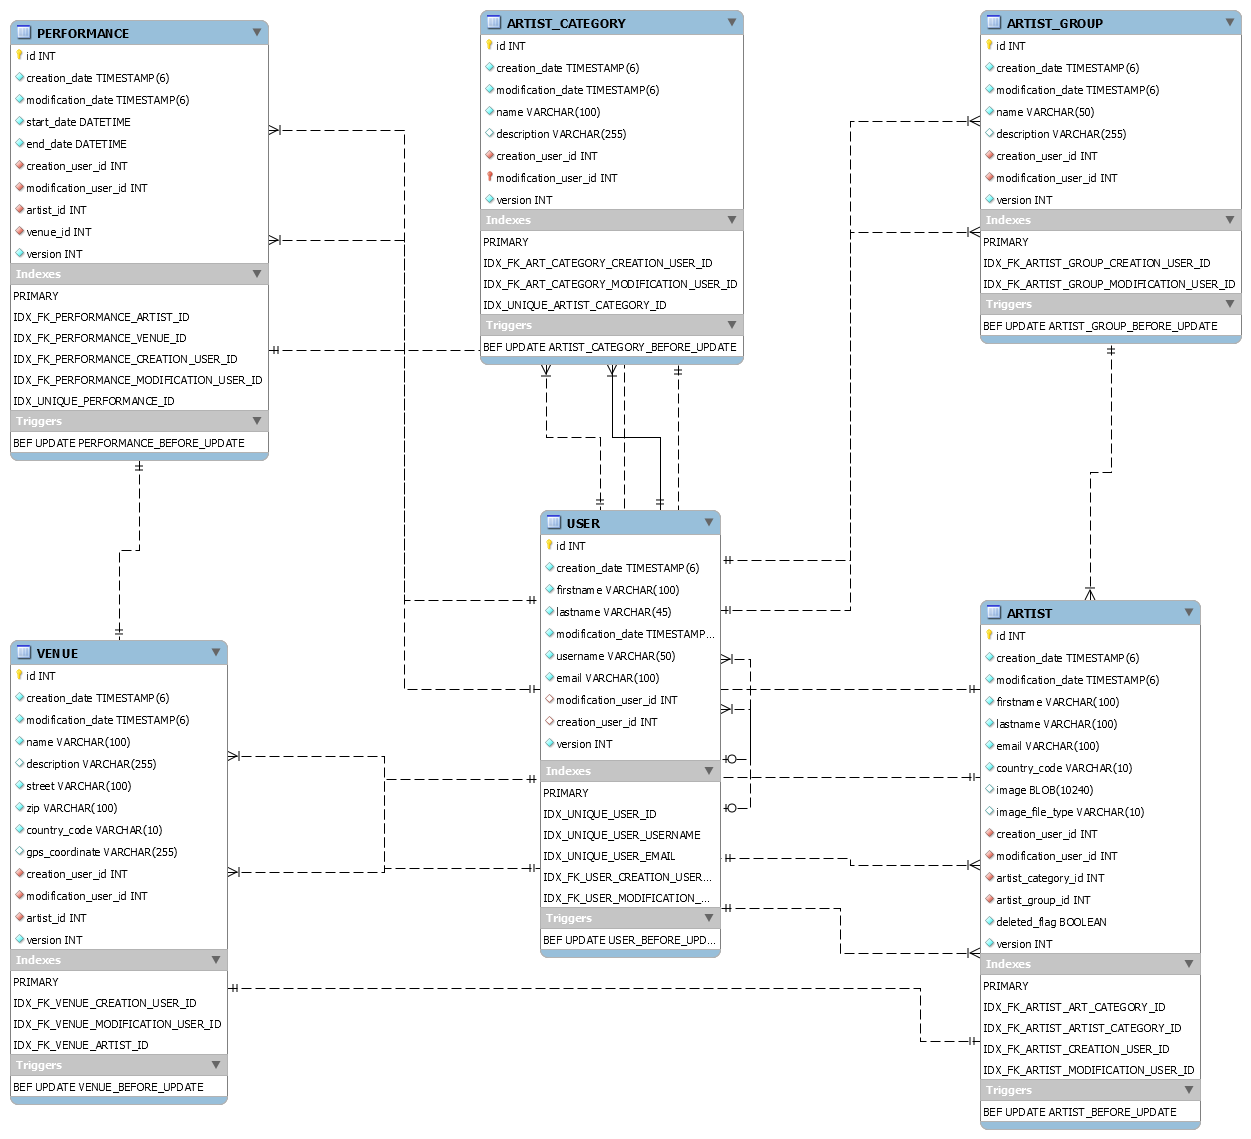 PERFORMANCE
id INT
creation_date TIMESTAMP(6)
modification_date TIMESTAMP(6)
start_date DATETIME
end_date DATETIME
creation_user_id INT
modification_user_id INT
artist_id INT
venue_id INT
version INT
Indexes
PRIMARY
IDX_FK_PERFORMANCE_ARTIST_ID
IDX_FK_PERFORMANCE_VENUE_ID
IDX_FK_PERFORMANCE_CREATION_USER_ID
IDX_FK_PERFORMANCE_MODIFICATION_USER_ID
IDX_UNIQUE_PERFORMANCE_ID
Triggers
BEF UPDATE PERFORMANCE_BEFORE_UPDATE
ARTIST_CATEGORY
id INT
creation_date TIMESTAMP(6)
modification_date TIMESTAMP(6)
name VARCHAR(100)
description VARCHAR(255)
creation_user_id INT
modification_user_id INT
version INT
Indexes
PRIMARY
IDX_FK_ART_CATEGORY_CREATION_USER_ID
IDX_FK_ART_CATEGORY_MODIFICATION_USER_ID
IDX_UNIQUE_ARTIST_CATEGORY_ID
Triggers
BEF UPDATE ARTIST_CATEGORY_BEFORE_UPDATE
ARTIST_GROUP
id INT
creation_date TIMESTAMP(6)
modification_date TIMESTAMP(6)
name VARCHAR(50)
description VARCHAR(255)
creation_user_id INT
modification_user_id INT
version INT
Indexes
PRIMARY
IDX_FK_ARTIST_GROUP_CREATION_USER_ID
IDX_FK_ARTIST_GROUP_MODIFICATION_USER_ID
Triggers
BEF UPDATE ARTIST_GROUP_BEFORE_UPDATE
USER
id INT
creation_date TIMESTAMP(6)
firstname VARCHAR(100)
lastname VARCHAR(45)
modification_date TIMESTAMP...
username VARCHAR(50)
email VARCHAR(100)
modification_user_id INT
creation_user_id INT
version INT
Indexes
PRIMARY
IDX_UNIQUE_USER_ID
IDX_UNIQUE_USER_USERNAME
IDX_UNIQUE_USER_EMAIL
IDX_FK_USER_CREATION_USER...
IDX_FK_USER_MODIFICATION_...
Triggers
BEF UPDATE USER_BEFORE_UPD...
VENUE
id INT
creation_date TIMESTAMP(6)
modification_date TIMESTAMP(6)
name VARCHAR(100)
description VARCHAR(255)
street VARCHAR(100)
zip VARCHAR(100)
country_code VARCHAR(10)
gps_coordinate VARCHAR(255)
creation_user_id INT
modification_user_id INT
artist_id INT
version INT
Indexes
PRIMARY
IDX_FK_VENUE_CREATION_USER_ID
IDX_FK_VENUE_MODIFICATION_USER_ID
IDX_FK_VENUE_ARTIST_ID
Triggers
BEF UPDATE VENUE_BEFORE_UPDATE
ARTIST
id INT
creation_date TIMESTAMP(6)
modification_date TIMESTAMP(6)
firstname VARCHAR(100)
lastname VARCHAR(100)
email VARCHAR(100)
country_code VARCHAR(10)
image BLOB(10240)
image_file_type VARCHAR(10)
creation_user_id INT
modification_user_id INT
artist_category_id INT
artist_group_id INT
deleted_flag BOOLEAN
version INT
Indexes
PRIMARY
IDX_FK_ARTIST_ART_CATEGORY_ID
IDX_FK_ARTIST_ARTIST_CATEGORY_ID
IDX_FK_ARTIST_CREATION_USER_ID
IDX_FK_ARTIST_MODIFICATION_USER_ID
Triggers
BEF UPDATE ARTIST_BEFORE_UPDATE